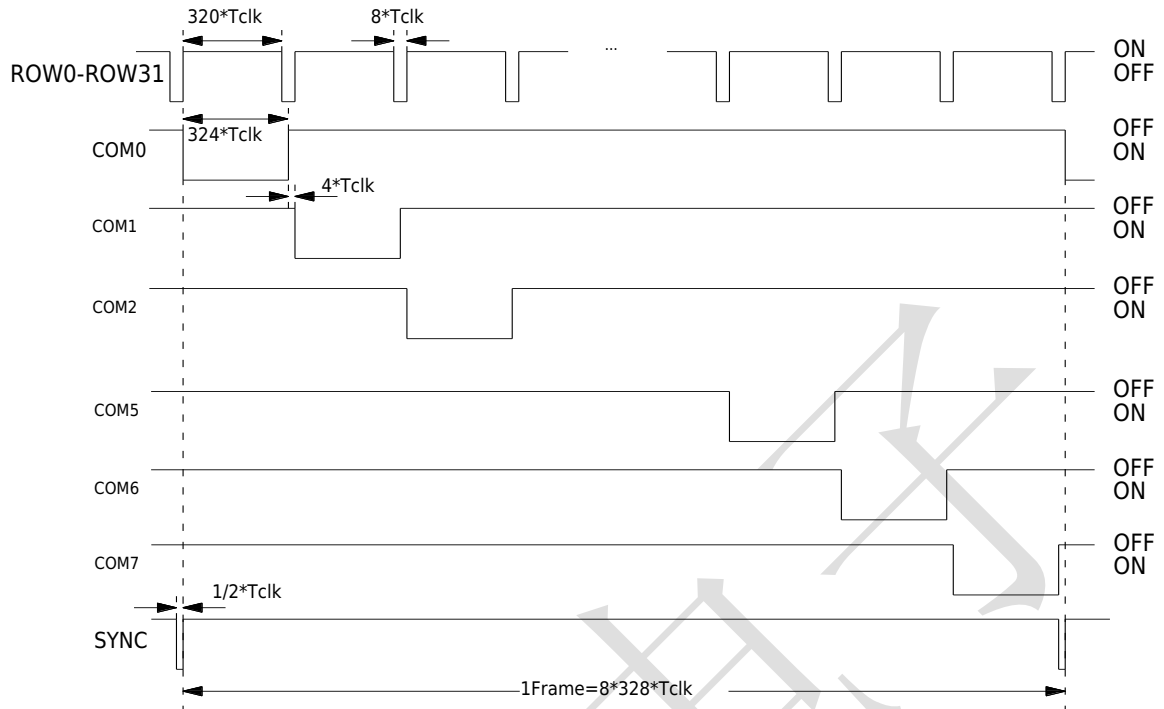 320*Tclk 8*Tclk
ROW0-ROW31 ... ON
OFF
324*Tclk
COM0 OFF
ON
4*Tclk
COM1 OFF
ON
COM2 OFF
ON
COM5 OFF
ON
COM6 OFF
ON
COM7 OFF
ON
1/2*Tclk
SYNC
1Frame=8*328*Tclk